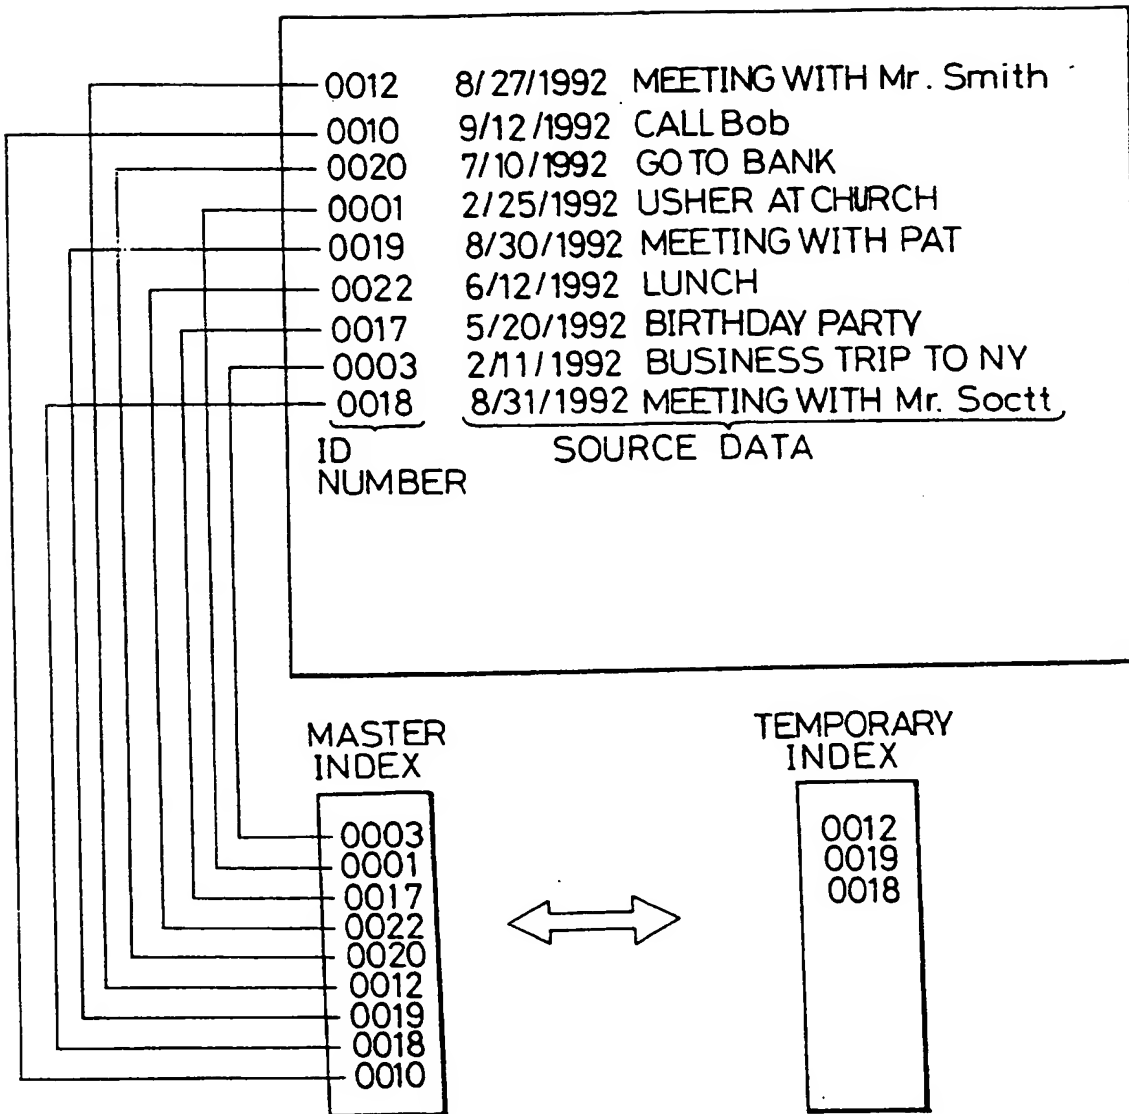 0012 8/27/1992 MEETING WITH Mr. Smith
0010 9/12/1992 CALL Bob
0020 7/10/1992 GO TO BANK
0001 2/25/1992 USHER AT CHURCH
0019 8/30/1992 MEETING WITH PAT
0022 6/12/1992 LUNCH
0017 5/20/1992 BIRTHDAY PARTY
0003 2/11/1992 BUSINESS TRIP TO NY
0018 8/31/1992 MEETING WITH Mr. Soctt
ID
NUMBER
SOURCE DATA
MASTER
INDEX
0003
0001
0017
0022
0020
0012
0019
0018
0010
TEMPORARY
INDEX
0012
0019
0018